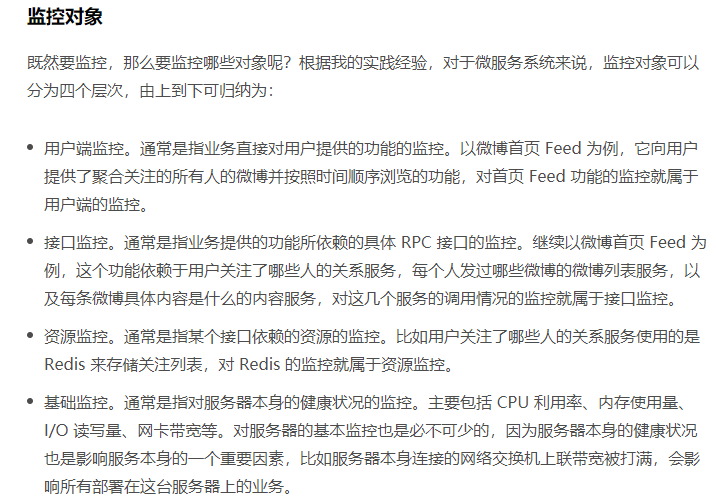 监控对象
既然要监控，那么要监控哪些对象呢？根据我的实践经验，对于微服务系统来说，监控对象可以
分为四个层次，由上到下可归纳为：
• 用户端监控。通常是指业务直接对用户提供的功能的监控。以微博首页 Feed 为例，它向用户
提供了聚合关注的所有人的微博并按照时间顺序浏览的功能，对首页 Feed 功能的监控就属于
用户端的监控。
• 接口监控。通常是指业务提供的功能所依赖的具体 RPC 接口的监控。继续以微博首页 Feed 为
例，这个功能依赖于用户关注了哪些人的关系服务，每个人发过哪些微博的微博列表服务，以
及每条微博具体内容是什么的内容服务，对这几个服务的调用情况的监控就属于接口监控。
• 资源监控。通常是指某个接口依赖的资源的监控。比如用户关注了哪些人的关系服务使用的是
Redis 来存储关注列表，对 Redis 的监控就属于资源监控。
• 基础监控。通常是指对服务器本身的健康状况的监控。主要包括 CPU 利用率、内存使用量、
I/O 读写量、网卡带宽等。对服务器的基本监控也是必不可少的，因为服务器本身的健康状况
也是影响服务本身的一个重要因素，比如服务器本身连接的网络交换机上联带宽被打满，会影
响所有部署在这台服务器上的业务。